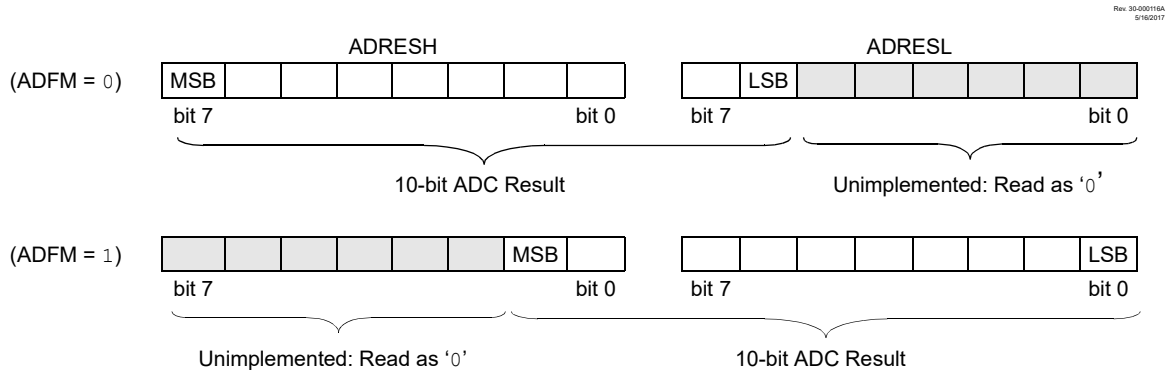 Rev. 30-000116A
5/16/2017
ADRESH ADRESL
(ADFM = 0) MSB LSB
bit 7 bit 0 bit 7 bit 0
10-bit ADC Result Unimplemented: Read as ‘0’
(ADFM = 1) MSB LSB
bit 7 bit 0 bit 7 bit 0
Unimplemented: Read as ‘0’ 10-bit ADC Result